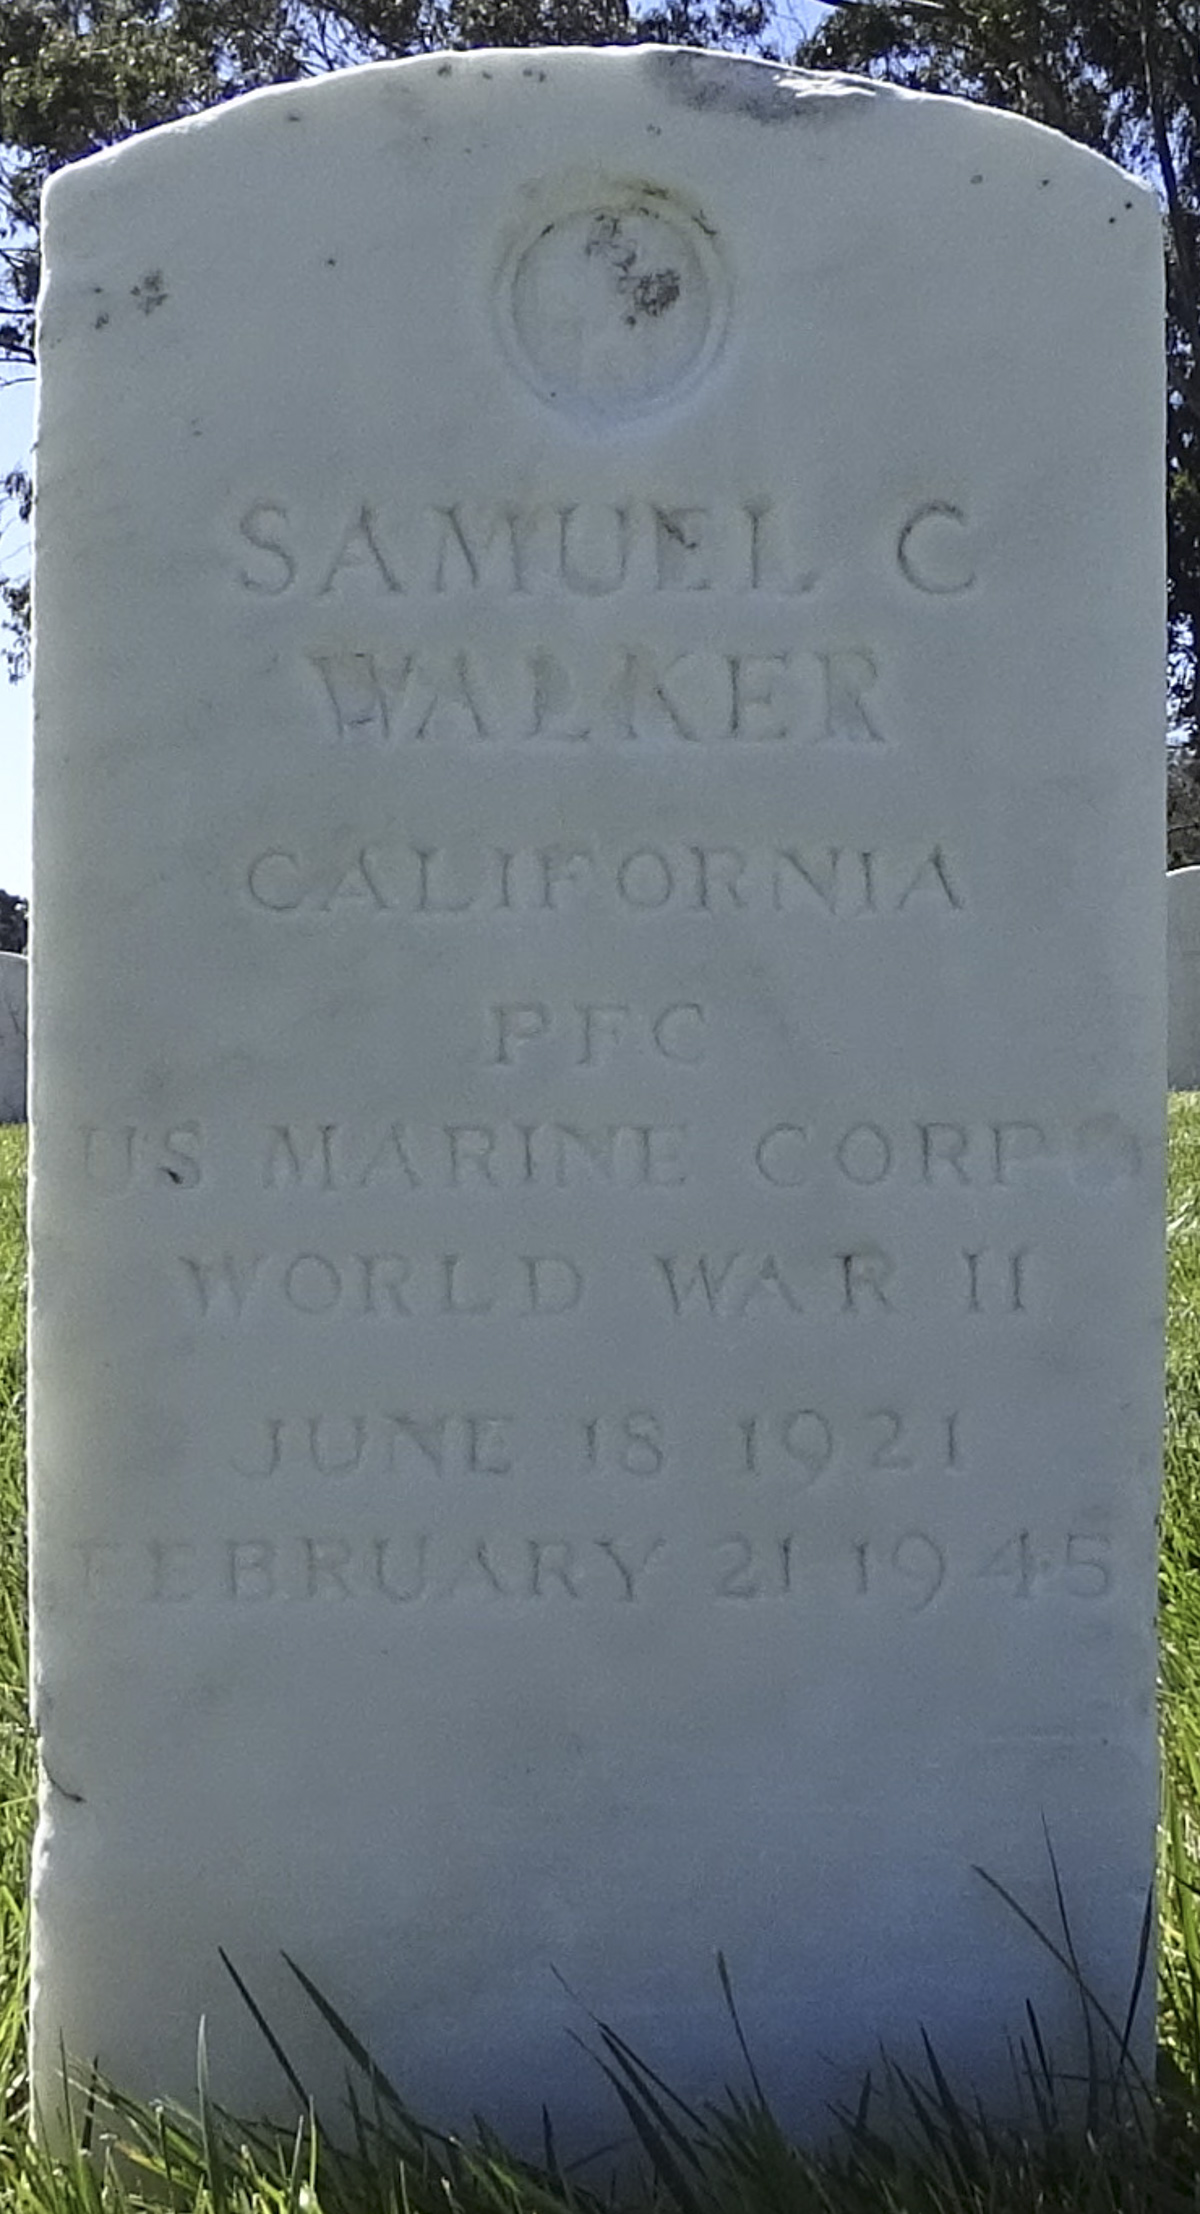 SAMUEL C
WALKER
CALIFORNIA
PFC
US MARINE CORPS
WORLD WAR II
JUNE 18 1921
FEBRUARY 21 1945